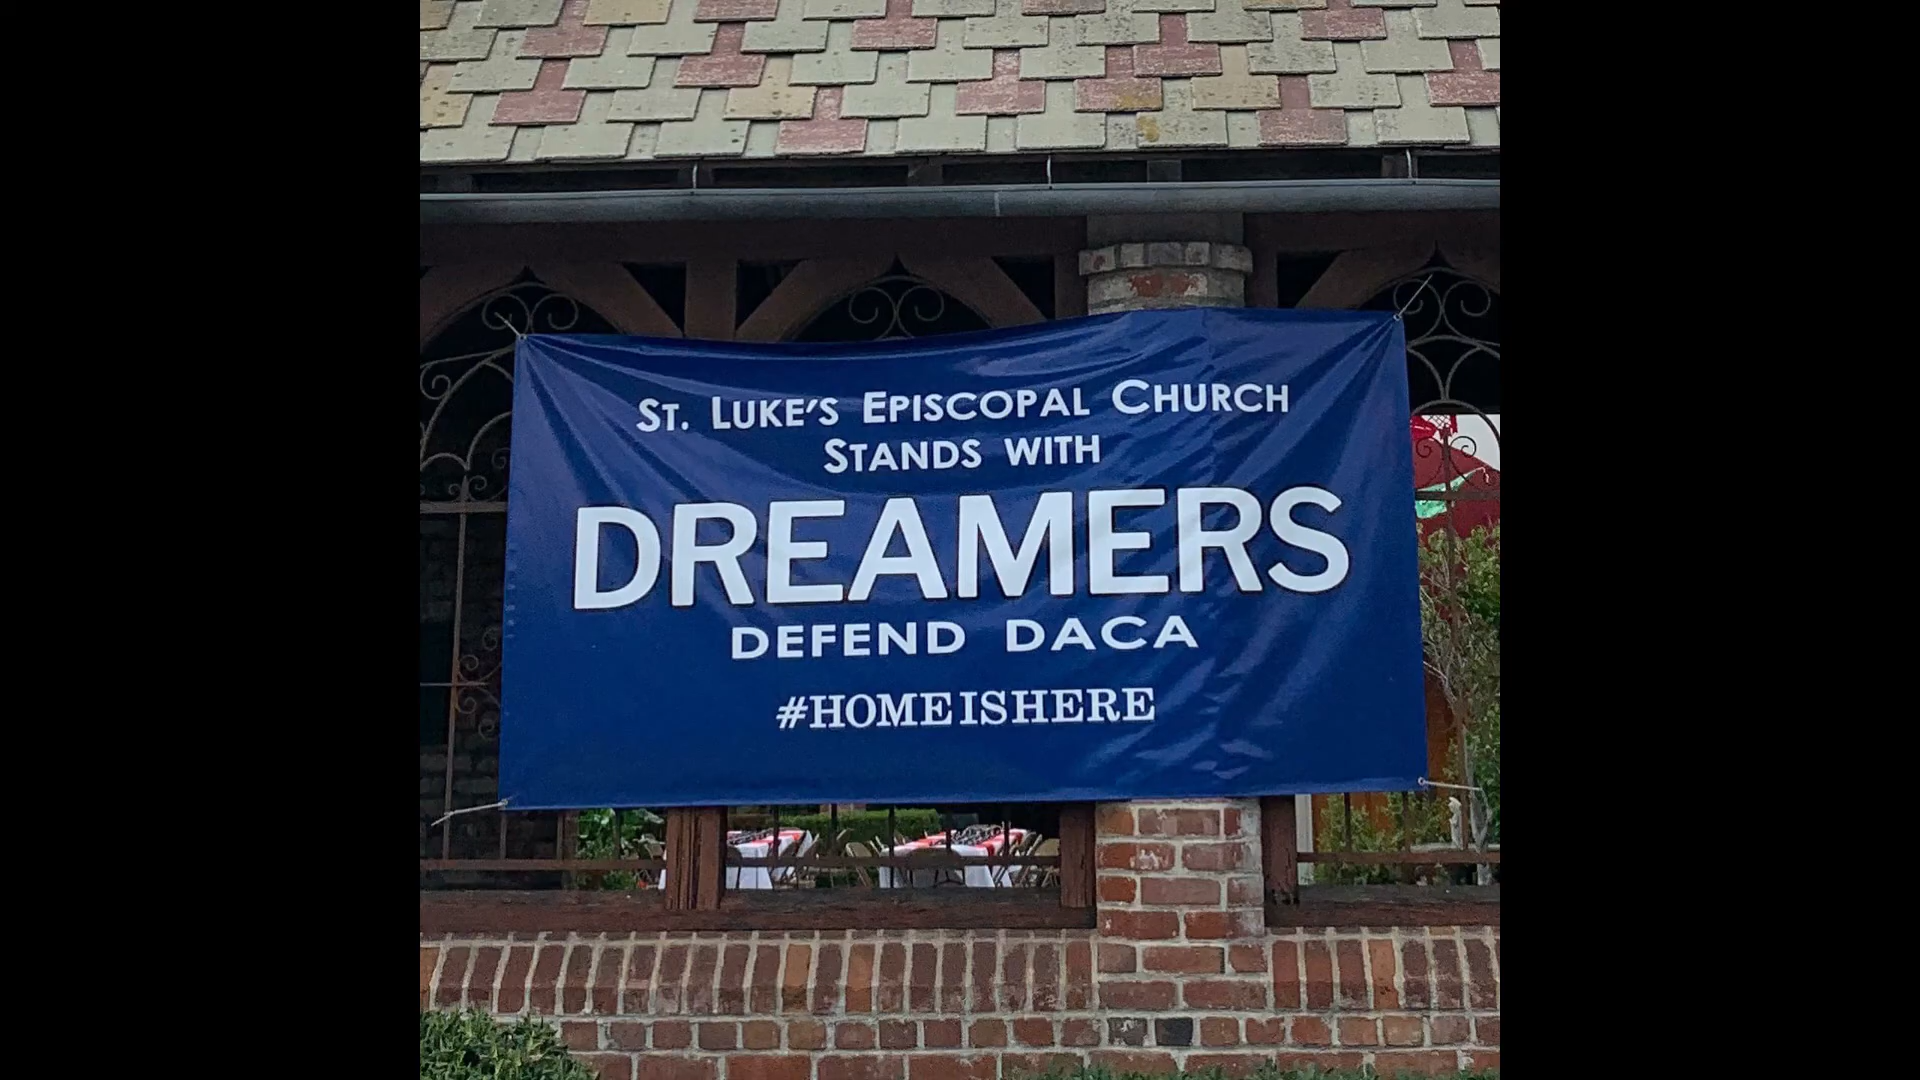 St. Luke's Episcopal Church
Stands with
DREAMERS
DEFEND DACA
#HOMEISHERE